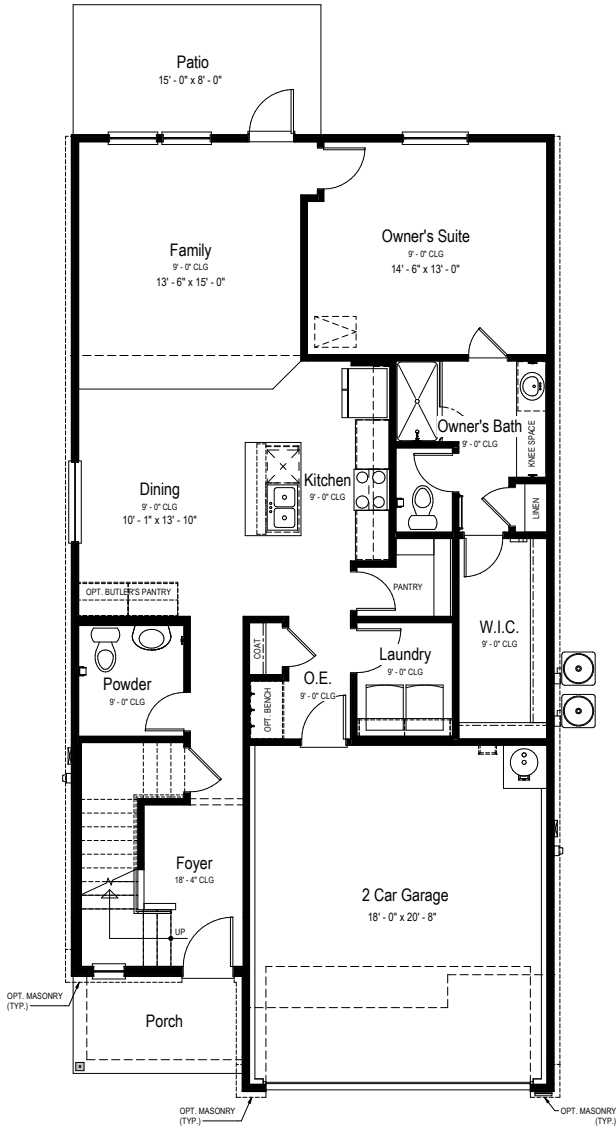 Patio
15' - 0" x 8' - 0"
Family
9' - 0" CLG
13' - 6" x 15' - 0"
Owner's Suite
9' - 0" CLG
14' - 6" x 13' - 0"
Owner's Bath
9' - 0" CLG
KNEE SPACE
Kitchen
9' - 0" CLG
Dining
9' - 0" CLG
10' - 1" x 13' - 10"
LINEN
OPT. BUTLER'S PANTRY
PANTRY
W.I.C.
9' - 0" CLG
COAT
Laundry
9' - 0" CLG
O.E.
9' - 0" CLG
Powder
9' - 0" CLG
OPT. BENCH
Foyer
18' - 4" CLG
2 Car Garage
18' - 0" x 20' - 8"
UP
OPT. MASONRY
(TYP.)
Porch
OPT. MASONRY
(TYP.)
OPT. MASONRY
(TYP.)